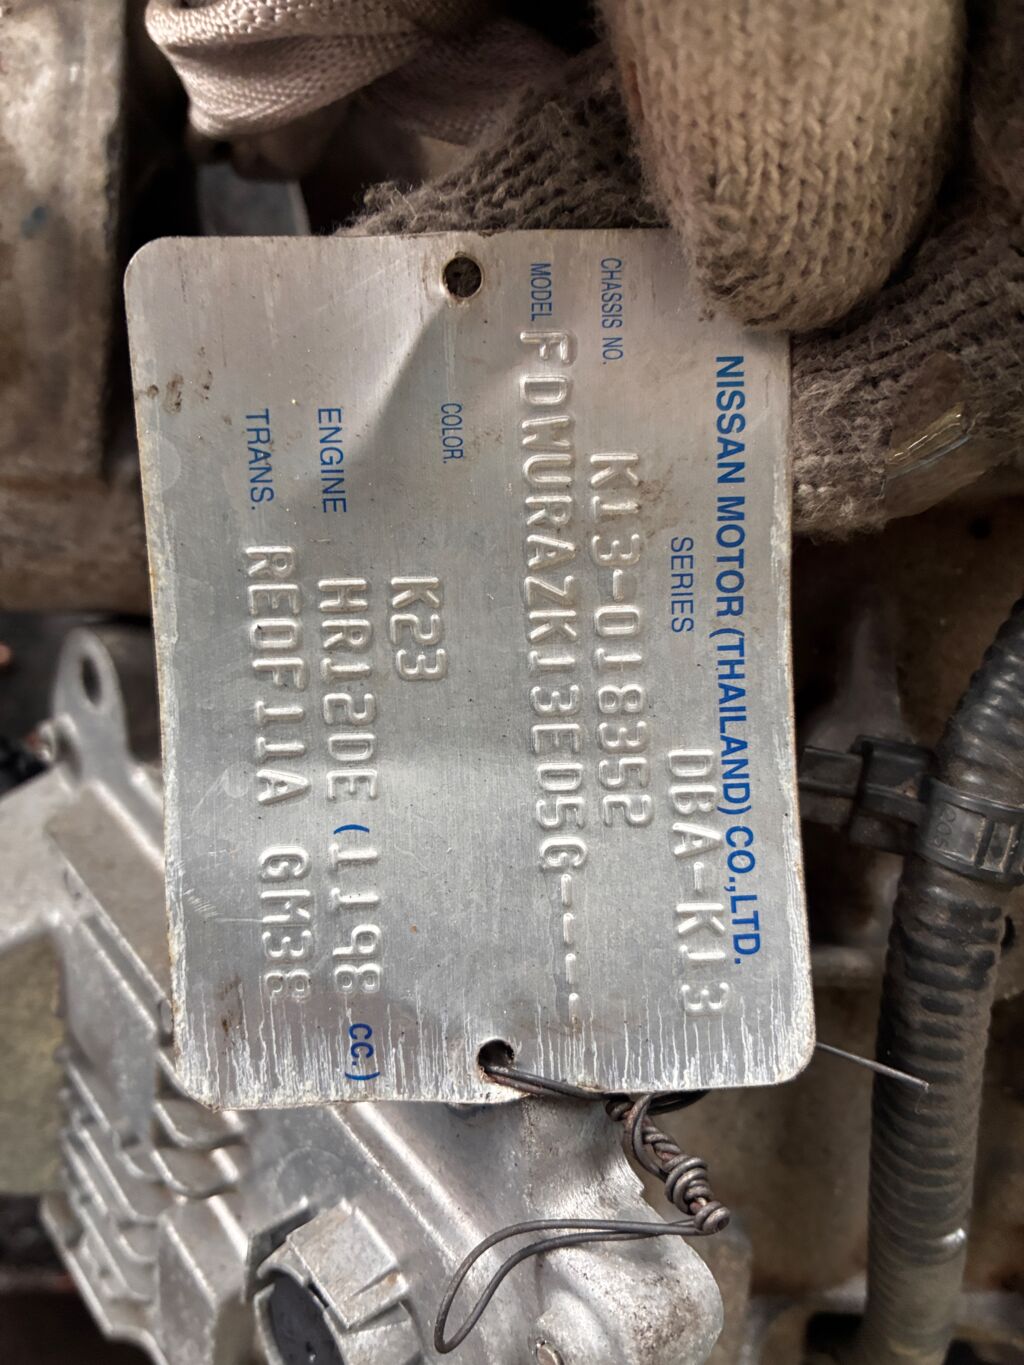 NISSAN MOTOR (THAILAND) CO.,LTD.
SERIES DBA-K13
CHASSIS NO. K13-018352
MODEL FDWURAZK13ED5G----
COLOR. K23
ENGINE HR12DE (1198 CC.)
TRANS. RE0F11A GM38